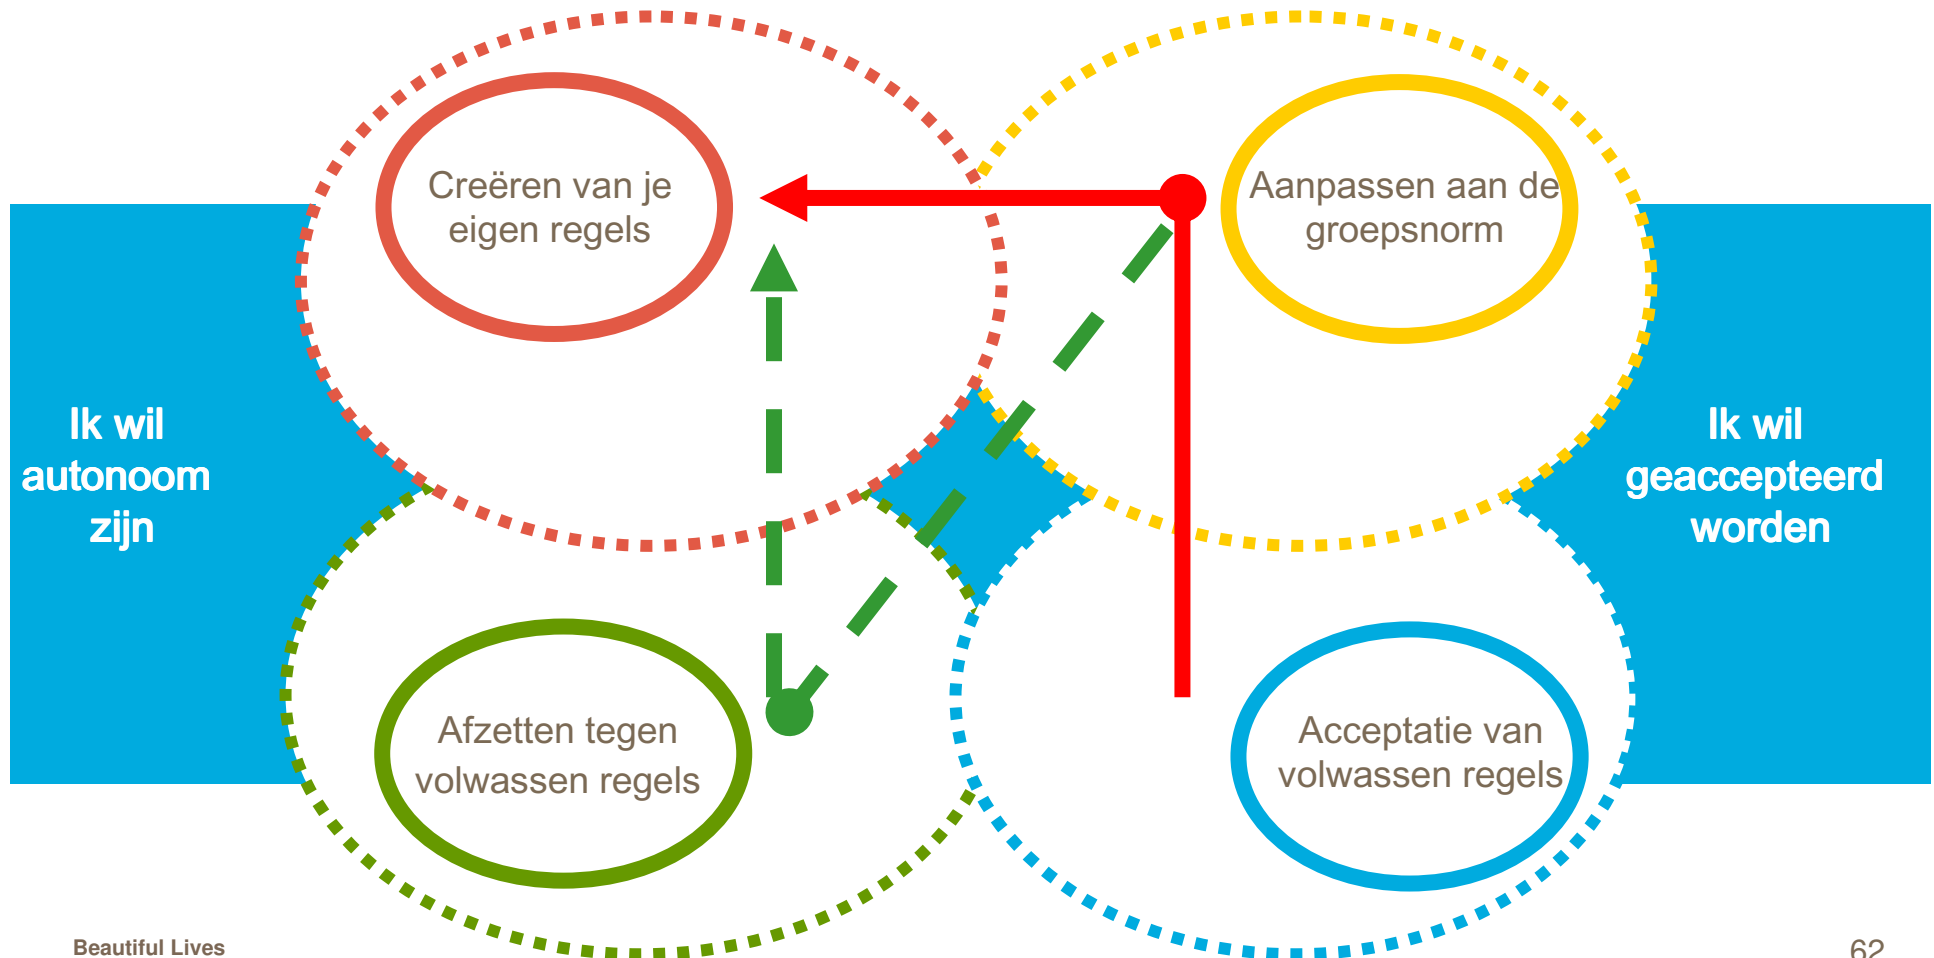 Creëren van je
eigen regels
Aanpassen aan de
groepsnorm
Ik wil
autonoom
zijn
Ik wil
geaccepteerd
worden
Afzetten tegen
volwassen regels
Acceptatie van
volwassen regels
Beautiful Lives
62